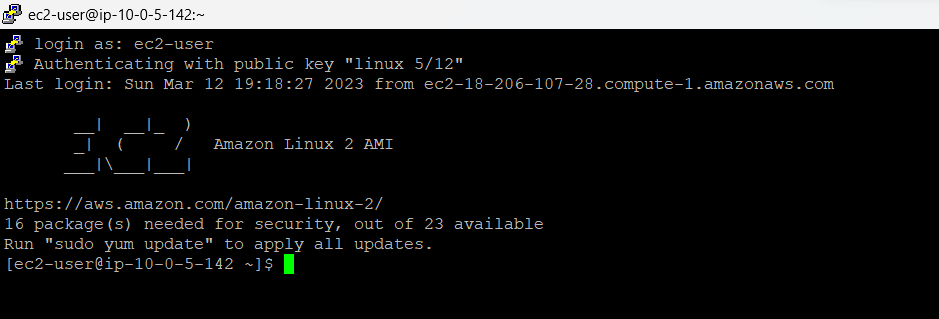 ec2-user@ip-10-0-5-142:~
login as: ec2-user
Authenticating with public key "linux 5/12"
Last login: Sun Mar 12 19:18:27 2023 from ec2-18-206-107-28.compute-1.amazonaws.com
       __|  __|_  )
       _|  (     /   Amazon Linux 2 AMI
      ___|\___|___|
https://aws.amazon.com/amazon-linux-2/
16 package(s) needed for security, out of 23 available
Run "sudo yum update" to apply all updates.
[ec2-user@ip-10-0-5-142 ~]$